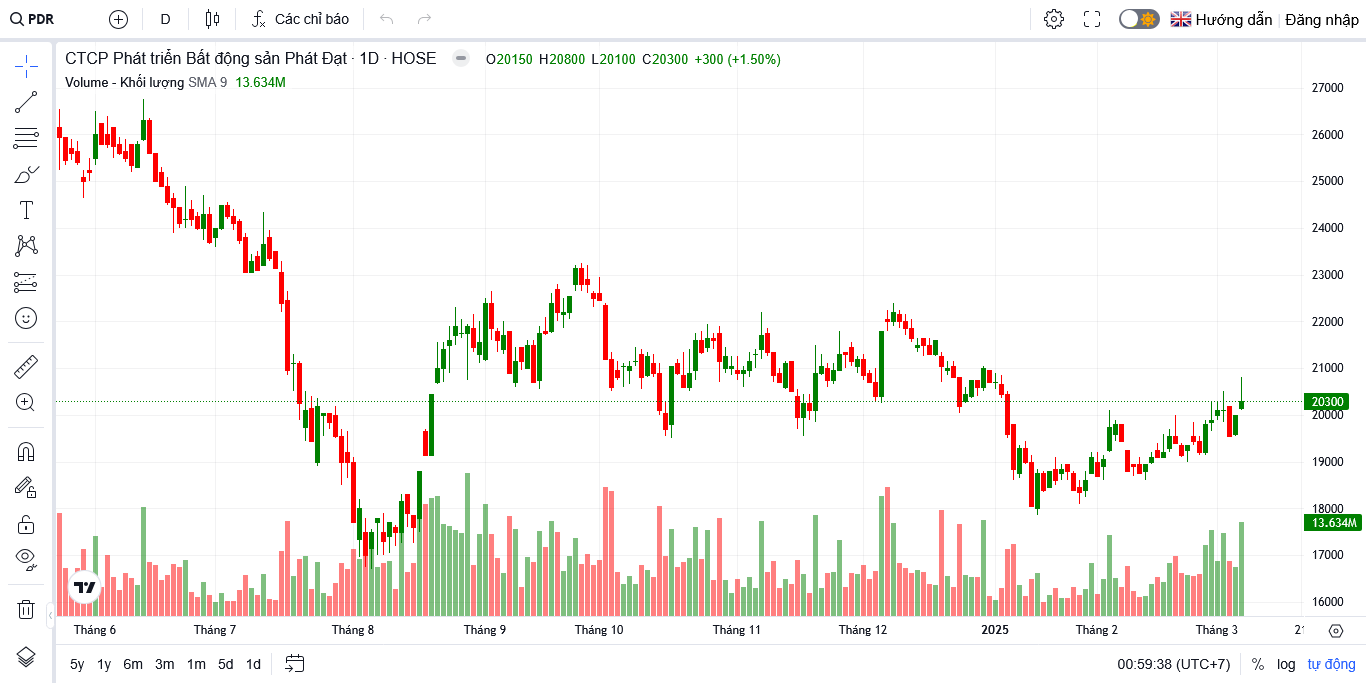 PDR D Các chỉ báo Hướng dẫn Đăng nhập
CTCP Phát triển Bất động sản Phát Đạt · 1D · HOSE O20150 H20800 L20100 C20300 +300 (+1.50%)
Volume - Khối lượng SMA 9 13.634M
27000
26000
25000
24000
23000
22000
21000
20300
20000
19000
18000
13.634M
17000
16000
Tháng 6 Tháng 7 Tháng 8 Tháng 9 Tháng 10 Tháng 11 Tháng 12 2025 Tháng 2 Tháng 3
5y 1y 6m 3m 1m 5d 1d 00:59:38 (UTC+7) % log tự động